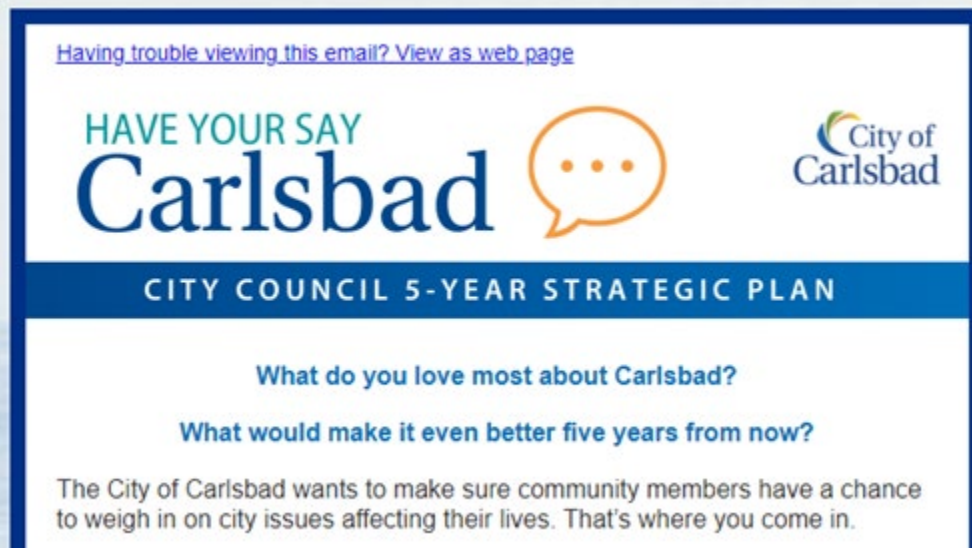 Having trouble viewing this email? View as web page
HAVE YOUR SAY
Carlsbad
City of
Carlsbad
CITY COUNCIL 5-YEAR STRATEGIC PLAN
What do you love most about Carlsbad?
What would make it even better five years from now?
The City of Carlsbad wants to make sure community members have a chance
to weigh in on city issues affecting their lives. That's where you come in.